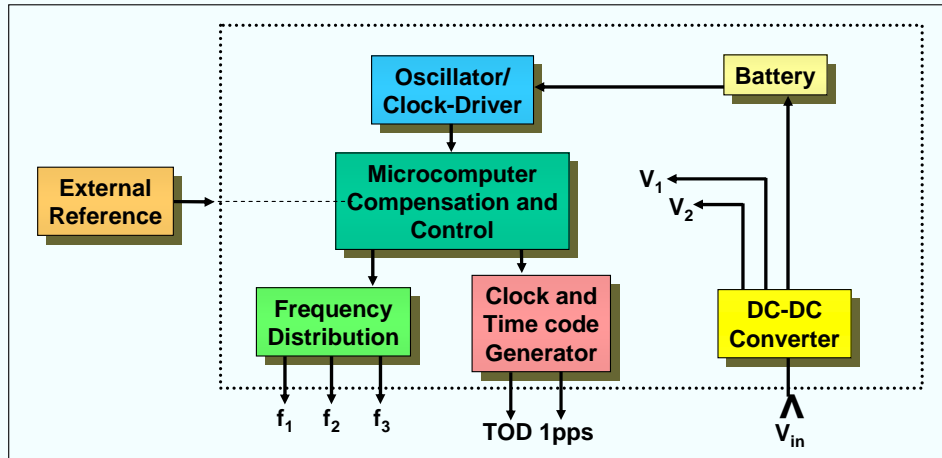 Oscillator/
Clock-Driver
Battery
Microcomputer
Compensation and
Control
External
Reference
V₁
V₂
Frequency
Distribution
Clock and
Time code
Generator
DC-DC
Converter
f₁ f₂ f₃
TOD 1pps
Vᵢₙ